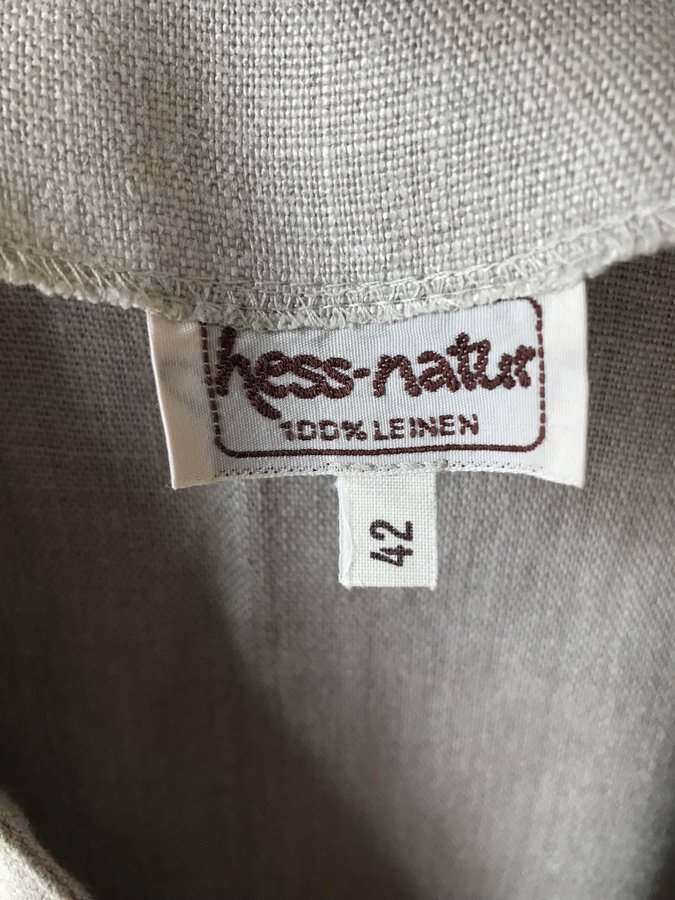 hess-natur
100% LEINEN
42